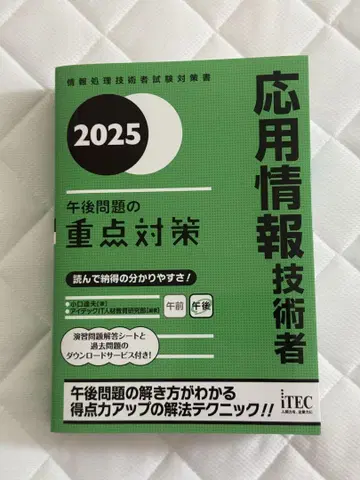 情報処理技術者試験対策書
2025
応用情報技術者
午後問題の
重点対策
読んで納得の分かりやすさ!
●小口達夫[著]
●アイテックIT人材教育研究部[編著]
午前
午後
演習問題解答シートと
過去問題の
ダウンロードサービス付き!
午後問題の解き方がわかる
得点力アップの解法テクニック!!
iTEC